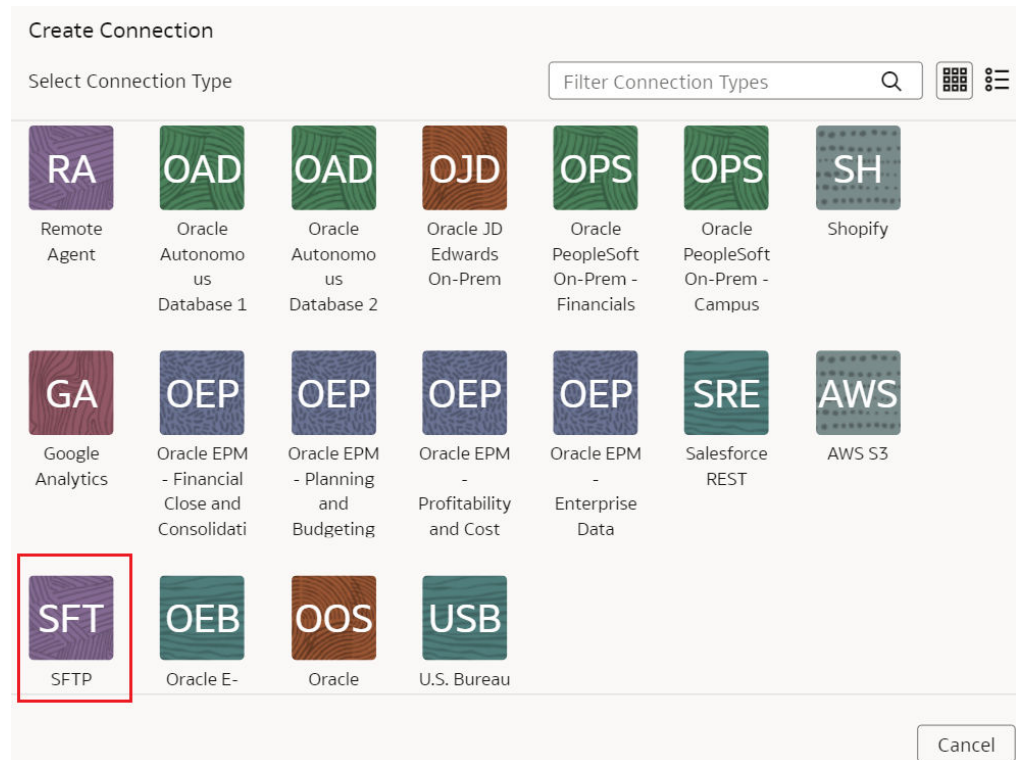 Create Connection
Select Connection Type
Filter Connection Types
RA
OAD
OAD
OJD
OPS
OPS
SH
Remote
Agent
Oracle
Autonomo
us
Database 1
Oracle
Autonomo
us
Database 2
Oracle JD
Edwards
On-Prem
Oracle
PeopleSoft
On-Prem -
Financials
Oracle
PeopleSoft
On-Prem -
Campus
Shopify
GA
OEP
OEP
OEP
OEP
SRE
AWS
Google
Analytics
Oracle EPM
- Financial
Close and
Consolidati
Oracle EPM
- Planning
and
Budgeting
Oracle EPM
-
Profitability
and Cost
Oracle EPM
-
Enterprise
Data
Salesforce
REST
AWS S3
SFT
OEB
OOS
USB
SFTP
Oracle E-
Oracle
U.S. Bureau
Cancel